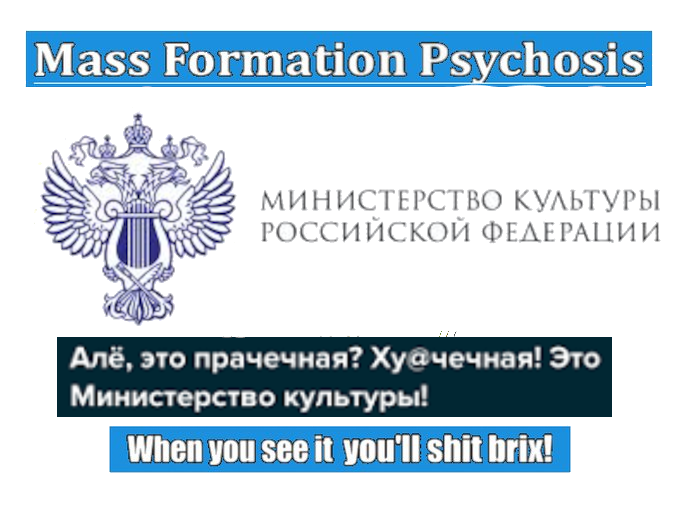 Mass Formation Psychosis
МИНИСТЕРСТВО КУЛЬТУРЫ
РОССИЙСКОЙ ФЕДЕРАЦИИ
Алё, это прачечная? Ху@чечная! Это
Министерство культуры!
When you see it you'll shit brix!